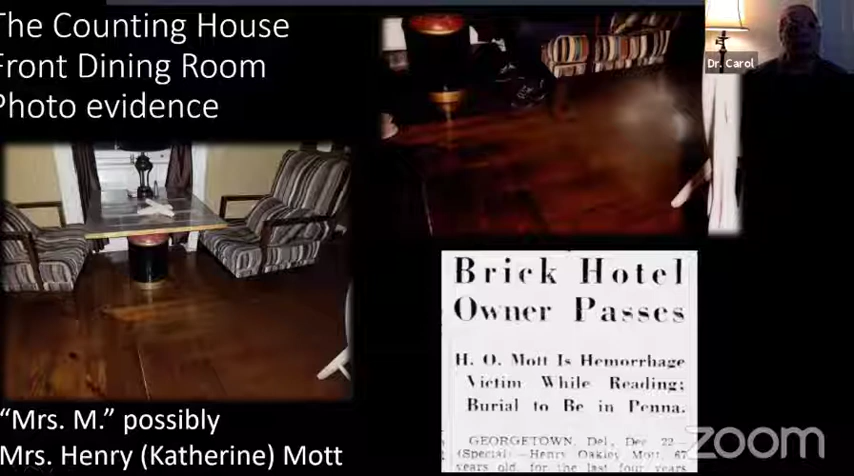 The Counting House
Front Dining Room
Photo evidence
Dr. Carol
Brick Hotel
Owner Passes
H. O. Mott Is Hemorrhage
Victim While Reading;
Burial to Be in Penna.
GEORGETOWN, Del., Dec 22—
(Special)—Henry Oakley Mott, 67
years old, for the last four years
"Mrs. M." possibly
Mrs. Henry (Katherine) Mott
zoom